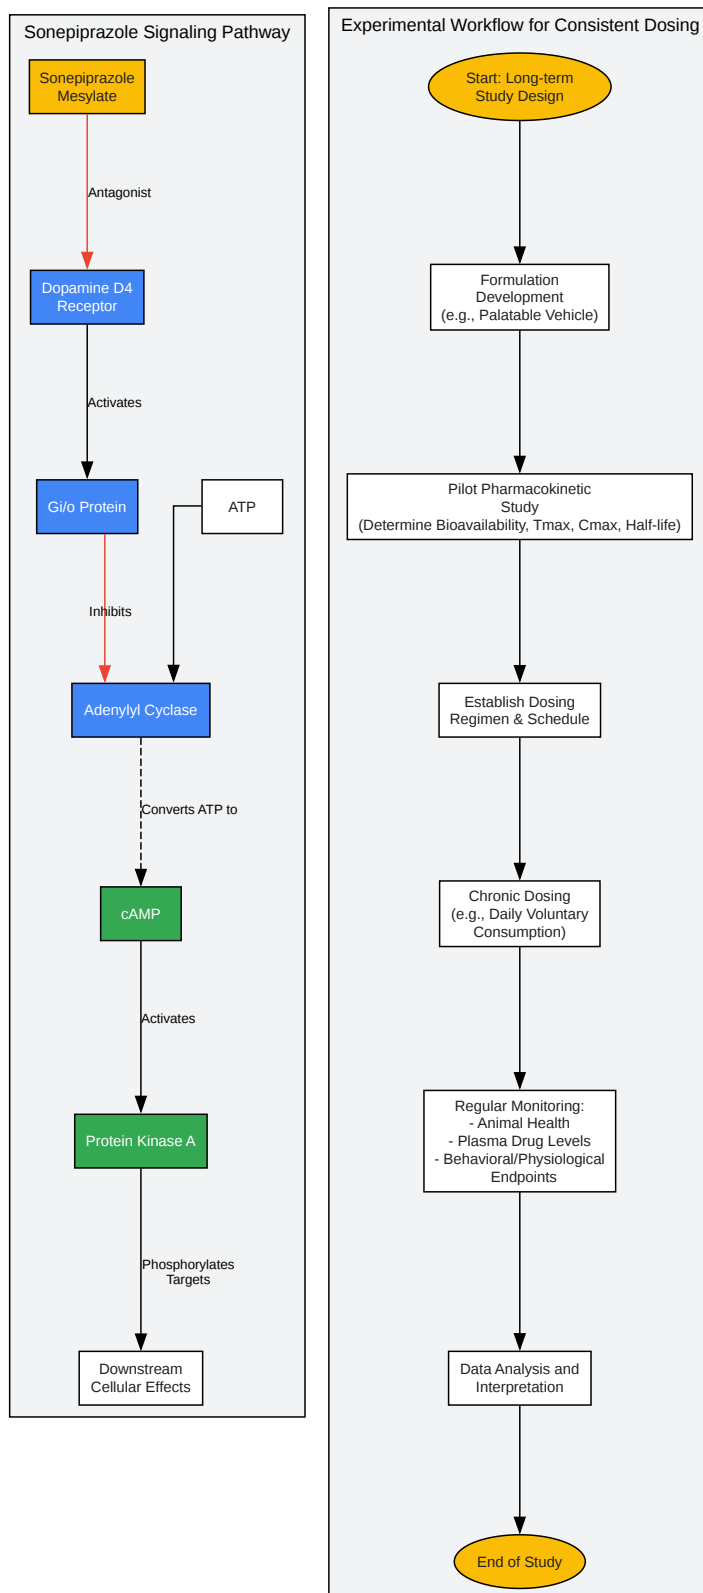 Sonepiprazole Signaling Pathway
Sonepiprazole
Mesylate
Antagonist
Dopamine D4
Receptor
Activates
Gi/o Protein
ATP
Inhibits
Adenylyl Cyclase
Converts ATP to
cAMP
Activates
Protein Kinase A
Phosphorylates
Targets
Downstream
Cellular Effects
Experimental Workflow for Consistent Dosing
Start: Long-term
Study Design
Formulation
Development
(e.g., Palatable Vehicle)
Pilot Pharmacokinetic
Study
(Determine Bioavailability, Tmax, Cmax, Half-life)
Establish Dosing
Regimen & Schedule
Chronic Dosing
(e.g., Daily Voluntary
Consumption)
Regular Monitoring:
- Animal Health
- Plasma Drug Levels
- Behavioral/Physiological
Endpoints
Data Analysis and
Interpretation
End of Study